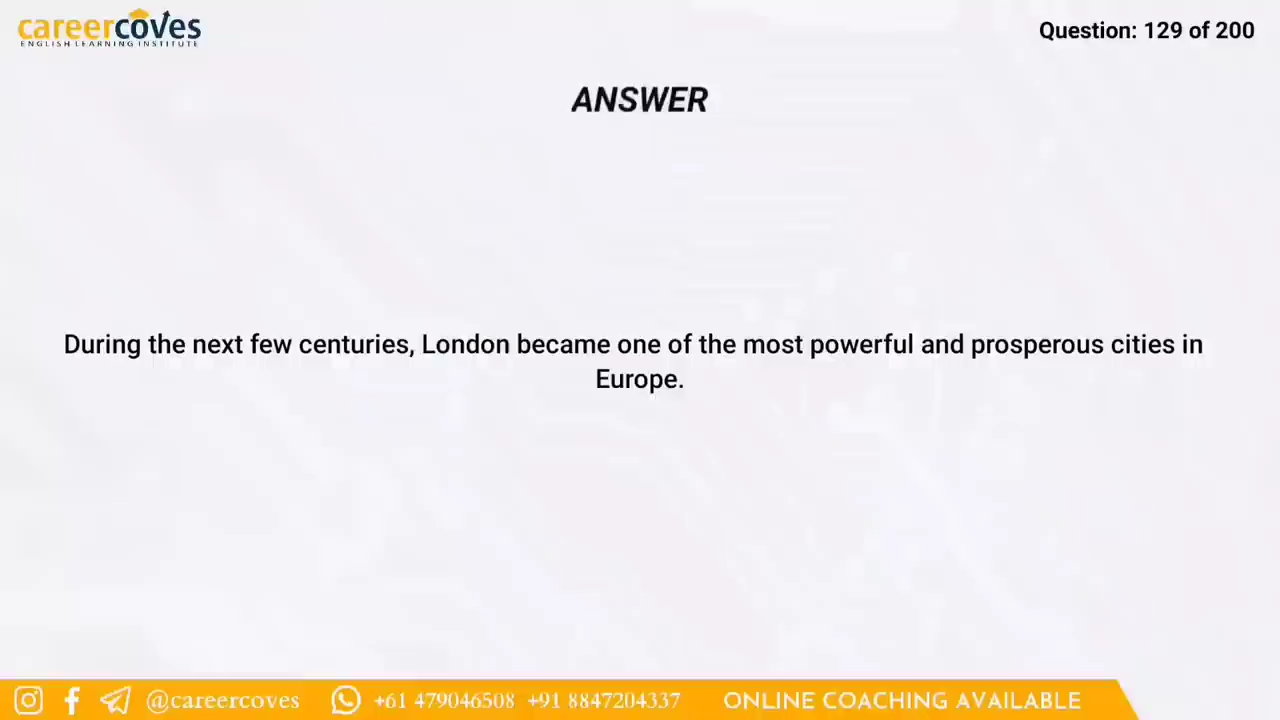 careercoves
ENGLISH LEARNING INSTITUTE
Question: 129 of 200
ANSWER
During the next few centuries, London became one of the most powerful and prosperous cities in
Europe.
@careercoves +61 479046508 +91 8847204337 ONLINE COACHING AVAILABLE